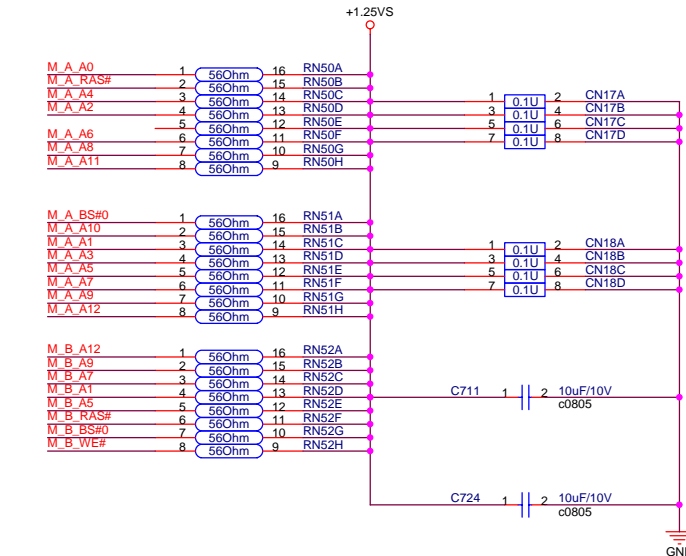 +1.25VS
M_A_A0 1 56Ohm 16 RN50A
M_A_RAS# 2 56Ohm 15 RN50B
M_A_A4 3 56Ohm 14 RN50C 1 0.1U 2 CN17A
M_A_A2 4 56Ohm 13 RN50D 3 0.1U 4 CN17B
5 56Ohm 12 RN50E 5 0.1U 6 CN17C
M_A_A6 6 56Ohm 11 RN50F 7 0.1U 8 CN17D
M_A_A8 7 56Ohm 10 RN50G
M_A_A11 8 56Ohm 9 RN50H
M_A_BS#0 1 56Ohm 16 RN51A
M_A_A10 2 56Ohm 15 RN51B
M_A_A1 3 56Ohm 14 RN51C 1 0.1U 2 CN18A
M_A_A3 4 56Ohm 13 RN51D 3 0.1U 4 CN18B
M_A_A5 5 56Ohm 12 RN51E 5 0.1U 6 CN18C
M_A_A7 6 56Ohm 11 RN51F 7 0.1U 8 CN18D
M_A_A9 7 56Ohm 10 RN51G
M_A_A12 8 56Ohm 9 RN51H
M_B_A12 1 56Ohm 16 RN52A
M_B_A9 2 56Ohm 15 RN52B
M_B_A7 3 56Ohm 14 RN52C
M_B_A1 4 56Ohm 13 RN52D C711 1 2 10uF/10V
M_B_A5 5 56Ohm 12 RN52E c0805
M_B_RAS# 6 56Ohm 11 RN52F
M_B_BS#0 7 56Ohm 10 RN52G
M_B_WE# 8 56Ohm 9 RN52H
C724 1 2 10uF/10V
c0805
GND